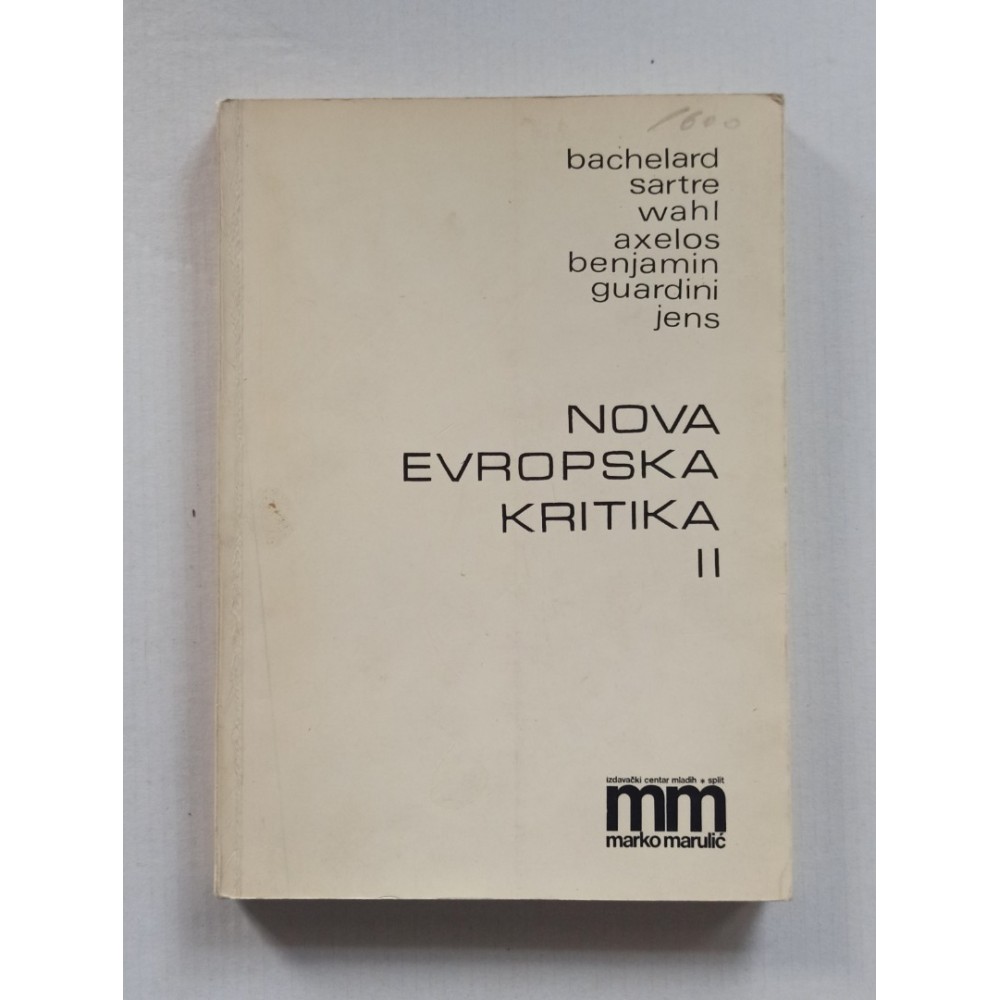 1600
bachelard
sartre
wahl
axelos
benjamin
guardini
jens
NOVA
EVROPSKA
KRITIKA
II
izdavački centar mladih * split
mm
marko marulić